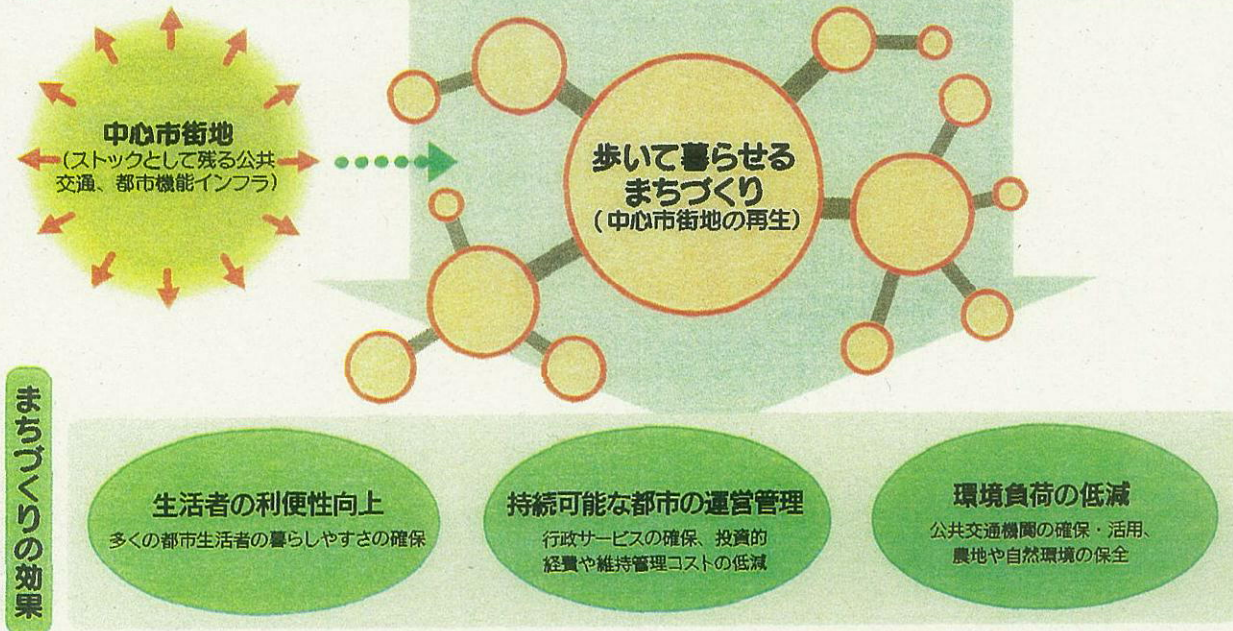 中心市街地
(ストックとして残る公共
交通、都市機能インフラ)
歩いて暮らせる
まちづくり
(中心市街地の再生)
まちづくりの効果
生活者の利便性向上
多くの都市生活者の暮らしやすさの確保
持続可能な都市の運営管理
行政サービスの確保、投資的
経費や維持管理コストの低減
環境負荷の低減
公共交通機関の確保・活用、
農地や自然環境の保全